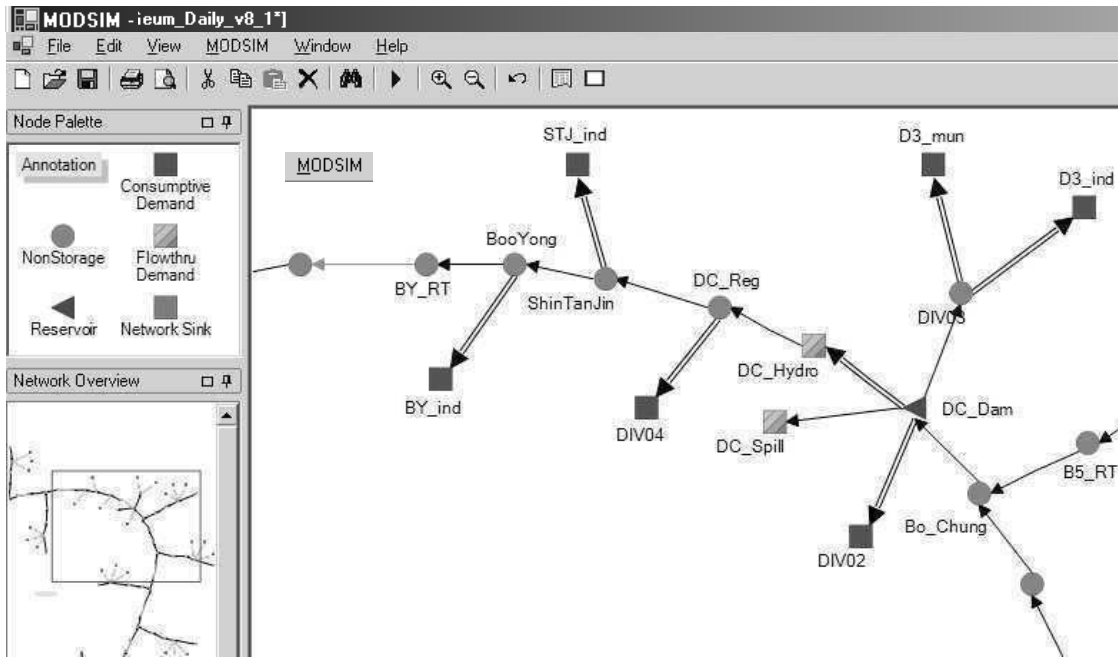 MODSIM - ieum_Daily_v8_1*]
File Edit View MODSIM Window Help
Node Palette
Annotation
Consumptive
Demand
NonStorage
Flowthru
Demand
Reservoir
Network Sink
Network Overview
MODSIM
STJ_ind
D3_mun
D3_ind
BooYong
BY_RT
ShinTanJin
DC_Reg
DIV03
DC_Hydro
BY_ind
DIV04
DC_Spill
DC_Dam
B5_RT
Bo_Chung
DIV02